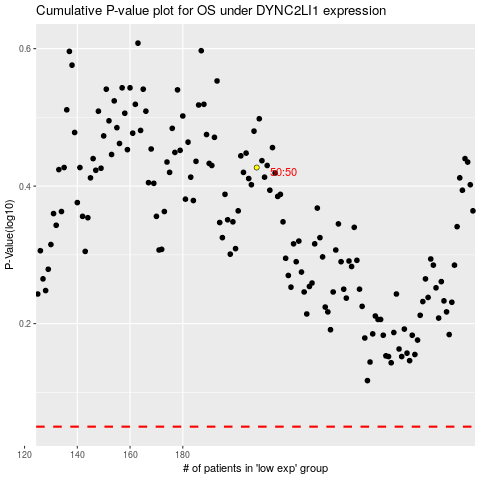 Cumulative P-value plot for OS under DYNC2LI1 expression
P-Value(log10)
0.6
0.4
0.2
50:50
120 140 160 180
# of patients in 'low exp' group